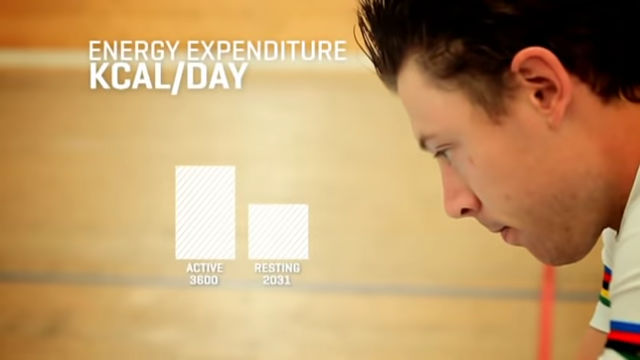 ENERGY EXPENDITURE
KCAL/DAY
ACTIVE RESTING
3600 2031